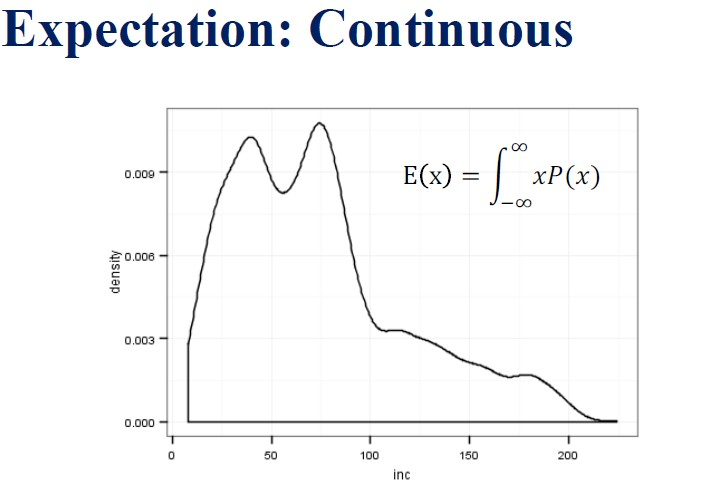 Expectation: Continuous
E(x) = ∫_{-∞}^{∞} xP(x)
density
0.009
0.006
0.003
0.000
0 50 100 150 200
inc